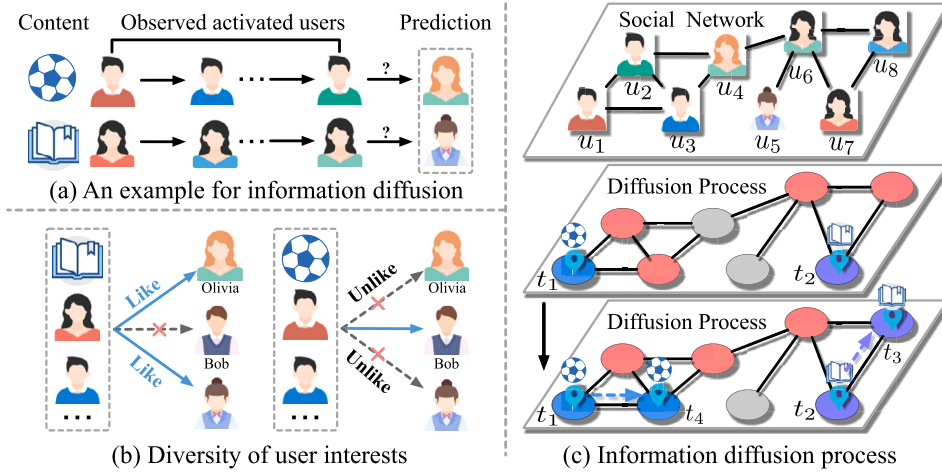 Content Observed activated users Prediction
... ?
... ?
(a) An example for information diffusion
Like
Olivia
Bob
Like
...
Unlike
Olivia
Bob
Unlike
...
(b) Diversity of user interests
Social Network
u2 u4 u6 u8
u1 u3 u5 u7
Diffusion Process
t1 t2
Diffusion Process
t3
t1 t4 t2
(c) Information diffusion process